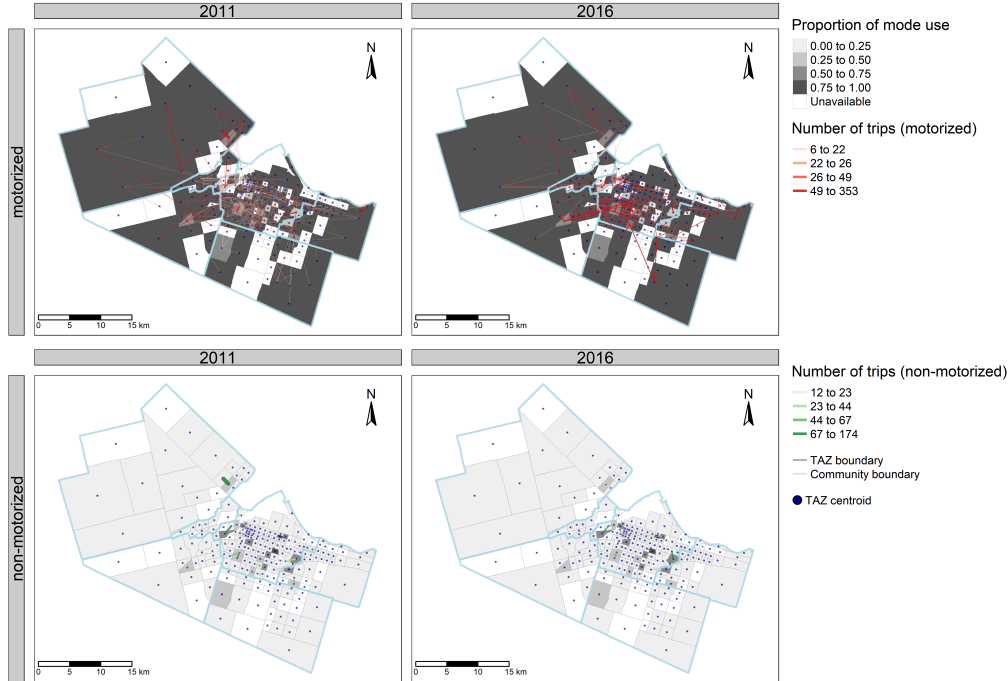 2011
2016
Proportion of mode use
0.00 to 0.25
0.25 to 0.50
0.50 to 0.75
0.75 to 1.00
Unavailable
Number of trips (motorized)
6 to 22
22 to 26
26 to 49
49 to 353
motorized
N
N
0 5 10 15 km
0 5 10 15 km
2011
2016
Number of trips (non-motorized)
12 to 23
23 to 44
44 to 67
67 to 174
TAZ boundary
Community boundary
TAZ centroid
non-motorized
N
N
0 5 10 15 km
0 5 10 15 km